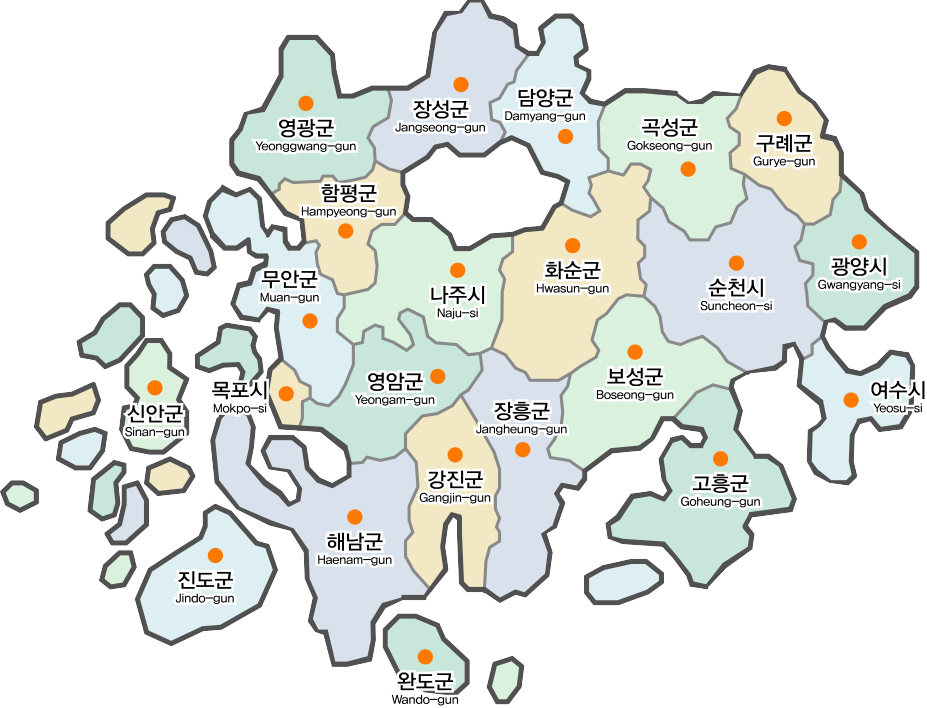 장성군
Jangseong-gun
담양군
Damyang-gun
영광군
Yeonggwang-gun
곡성군
Gokseong-gun
구례군
Gurye-gun
함평군
Hampyeong-gun
무안군
Muan-gun
나주시
Naju-si
화순군
Hwasun-gun
순천시
Suncheon-si
광양시
Gwangyang-si
신안군
Sinan-gun
목포시
Mokpo-si
영암군
Yeongam-gun
장흥군
Jangheung-gun
보성군
Boseong-gun
여수시
Yeosu-si
강진군
Gangjin-gun
고흥군
Goheung-gun
해남군
Haenam-gun
진도군
Jindo-gun
완도군
Wando-gun